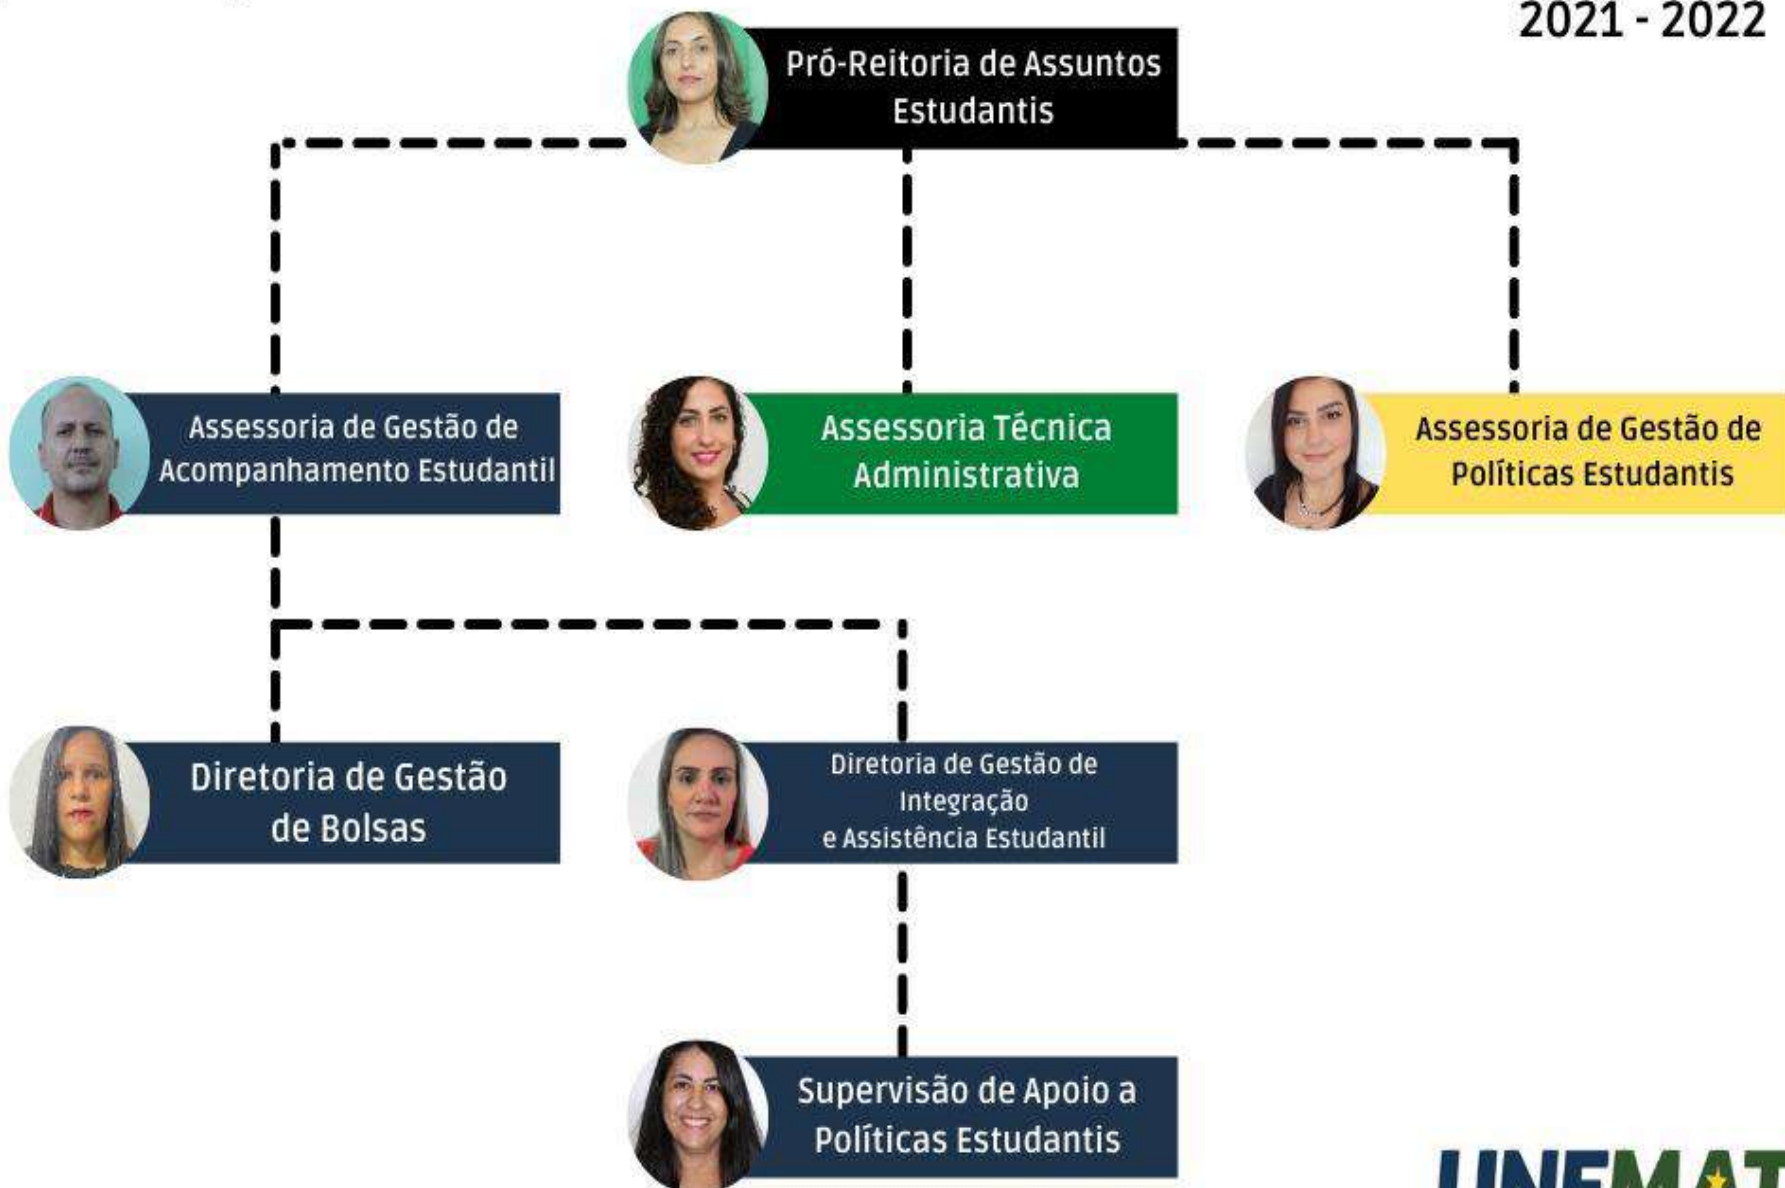 2021 - 2022
Pró-Reitoria de Assuntos
Estudantis
Assessoria de Gestão de
Acompanhamento Estudantil
Assessoria Técnica
Administrativa
Assessoria de Gestão de
Políticas Estudantis
Diretoria de Gestão
de Bolsas
Diretoria de Gestão de
Integração
e Assistência Estudantil
Supervisão de Apoio a
Políticas Estudantis
UNEMAT